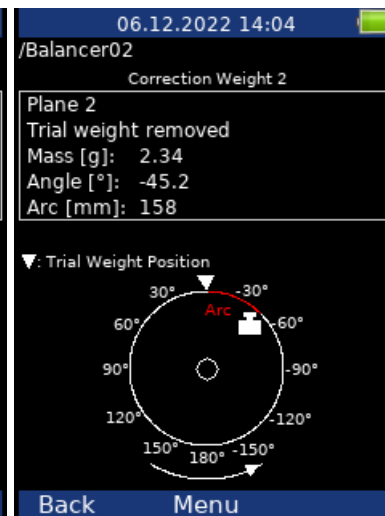 06.12.2022 14:04
/Balancer02
Correction Weight 2
Plane 2
Trial weight removed
Mass [g]: 2.34
Angle [°]: -45.2
Arc [mm]: 158
▼: Trial Weight Position
30° -30°
Arc
60° -60°
90° -90°
120° -120°
150° 180° -150°
Back Menu